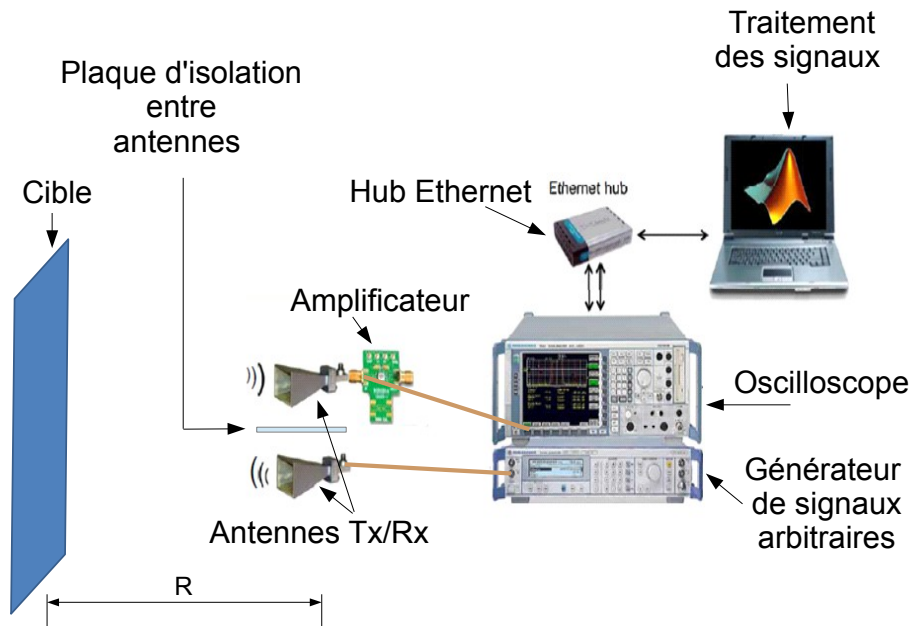 Traitement
des signaux
Plaque d'isolation
entre
antennes
Cible
Hub Ethernet
Ethernet hub
Amplificateur
Oscilloscope
Générateur
de signaux
arbitraires
Antennes Tx/Rx
R